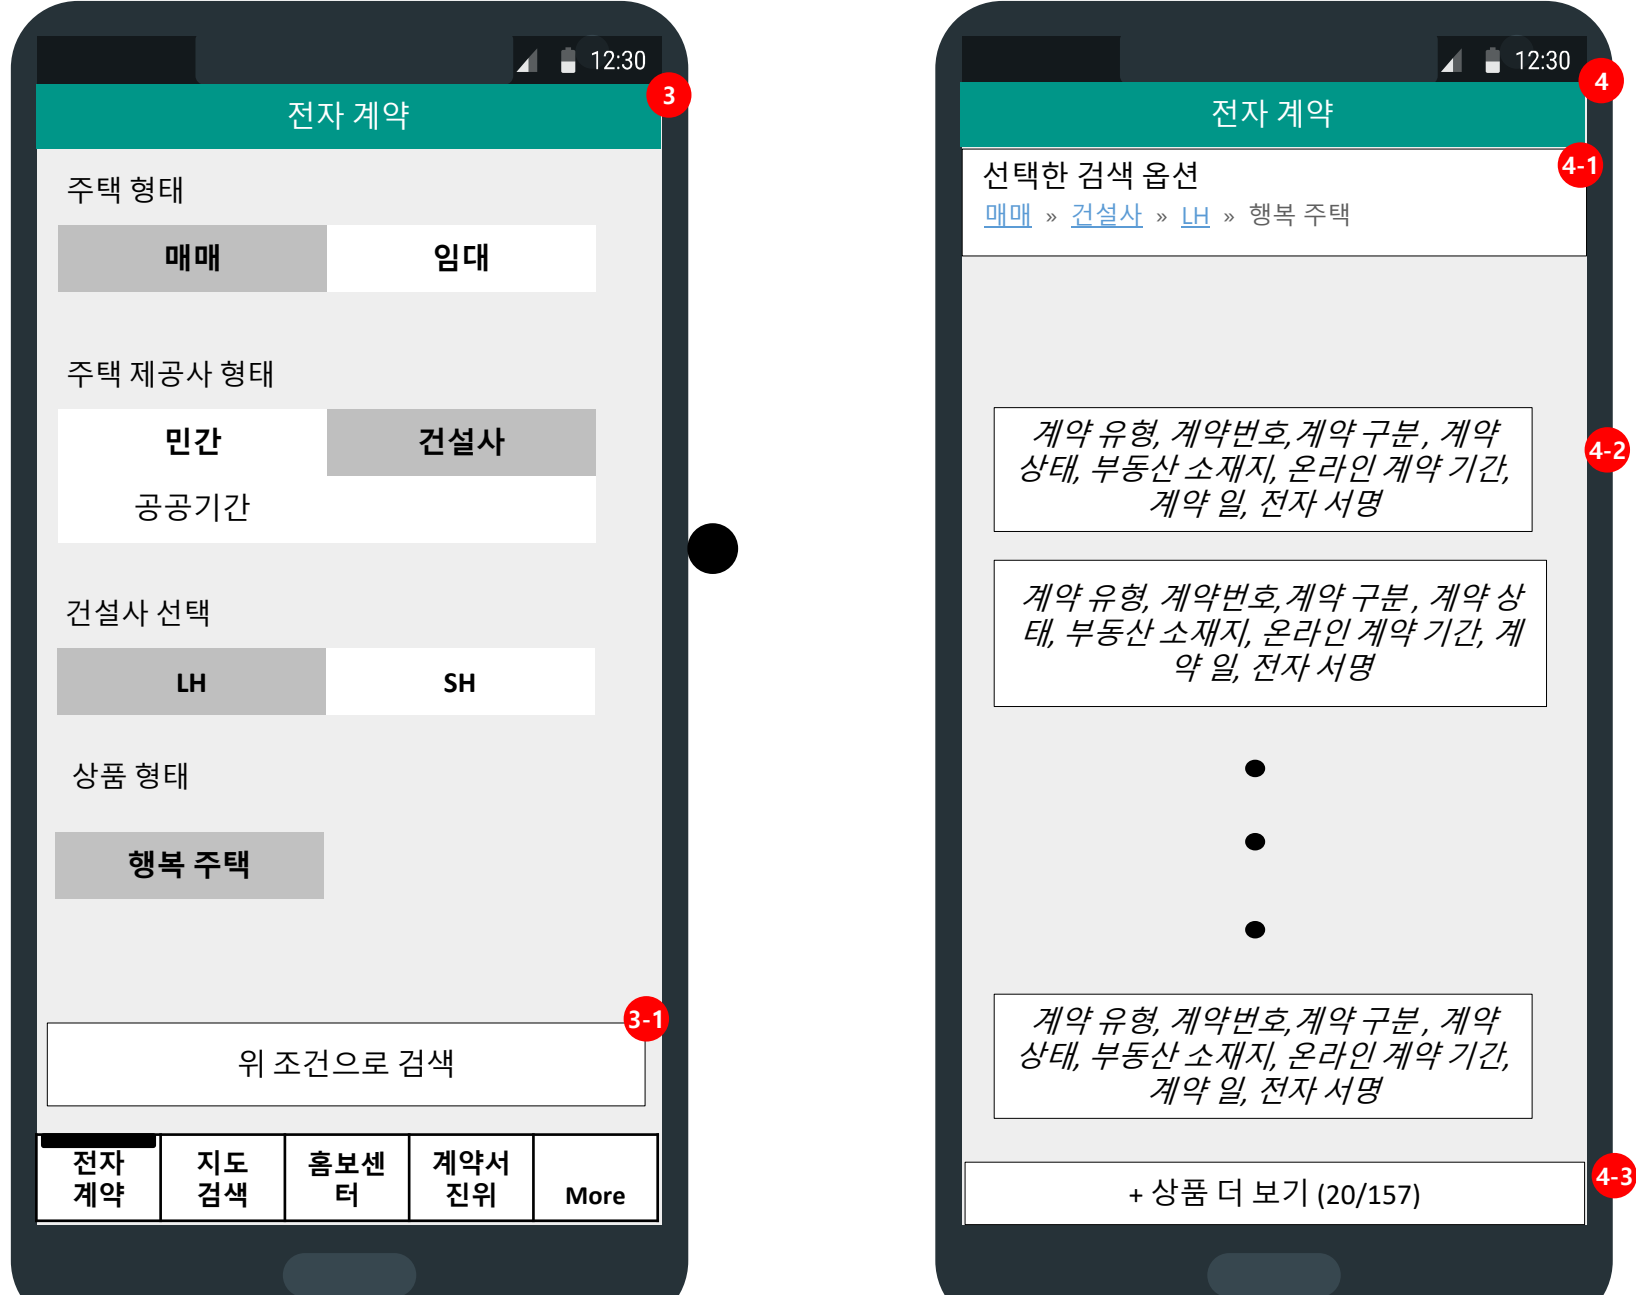 12:30
3
전자 계약
주택 형태
매매 임대
주택 제공사 형태
민간 건설사
공공기간
건설사 선택
LH SH
상품 형태
행복 주택
3-1
위 조건으로 검색
전자 계약
지도 검색
홈보센터
계약서 진위
More
12:30
4
전자 계약
4-1
선택한 검색 옵션
매매 » 건설사 » LH » 행복 주택
계약 유형, 계약번호,계약 구분 , 계약
상태, 부동산 소재지, 온라인 계약 기간,
계약 일, 전자 서명
4-2
계약 유형, 계약번호,계약 구분 , 계약 상
태, 부동산 소재지, 온라인 계약 기간, 계
약 일, 전자 서명
계약 유형, 계약번호,계약 구분 , 계약
상태, 부동산 소재지, 온라인 계약 기간,
계약 일, 전자 서명
4-3
+ 상품 더 보기 (20/157)